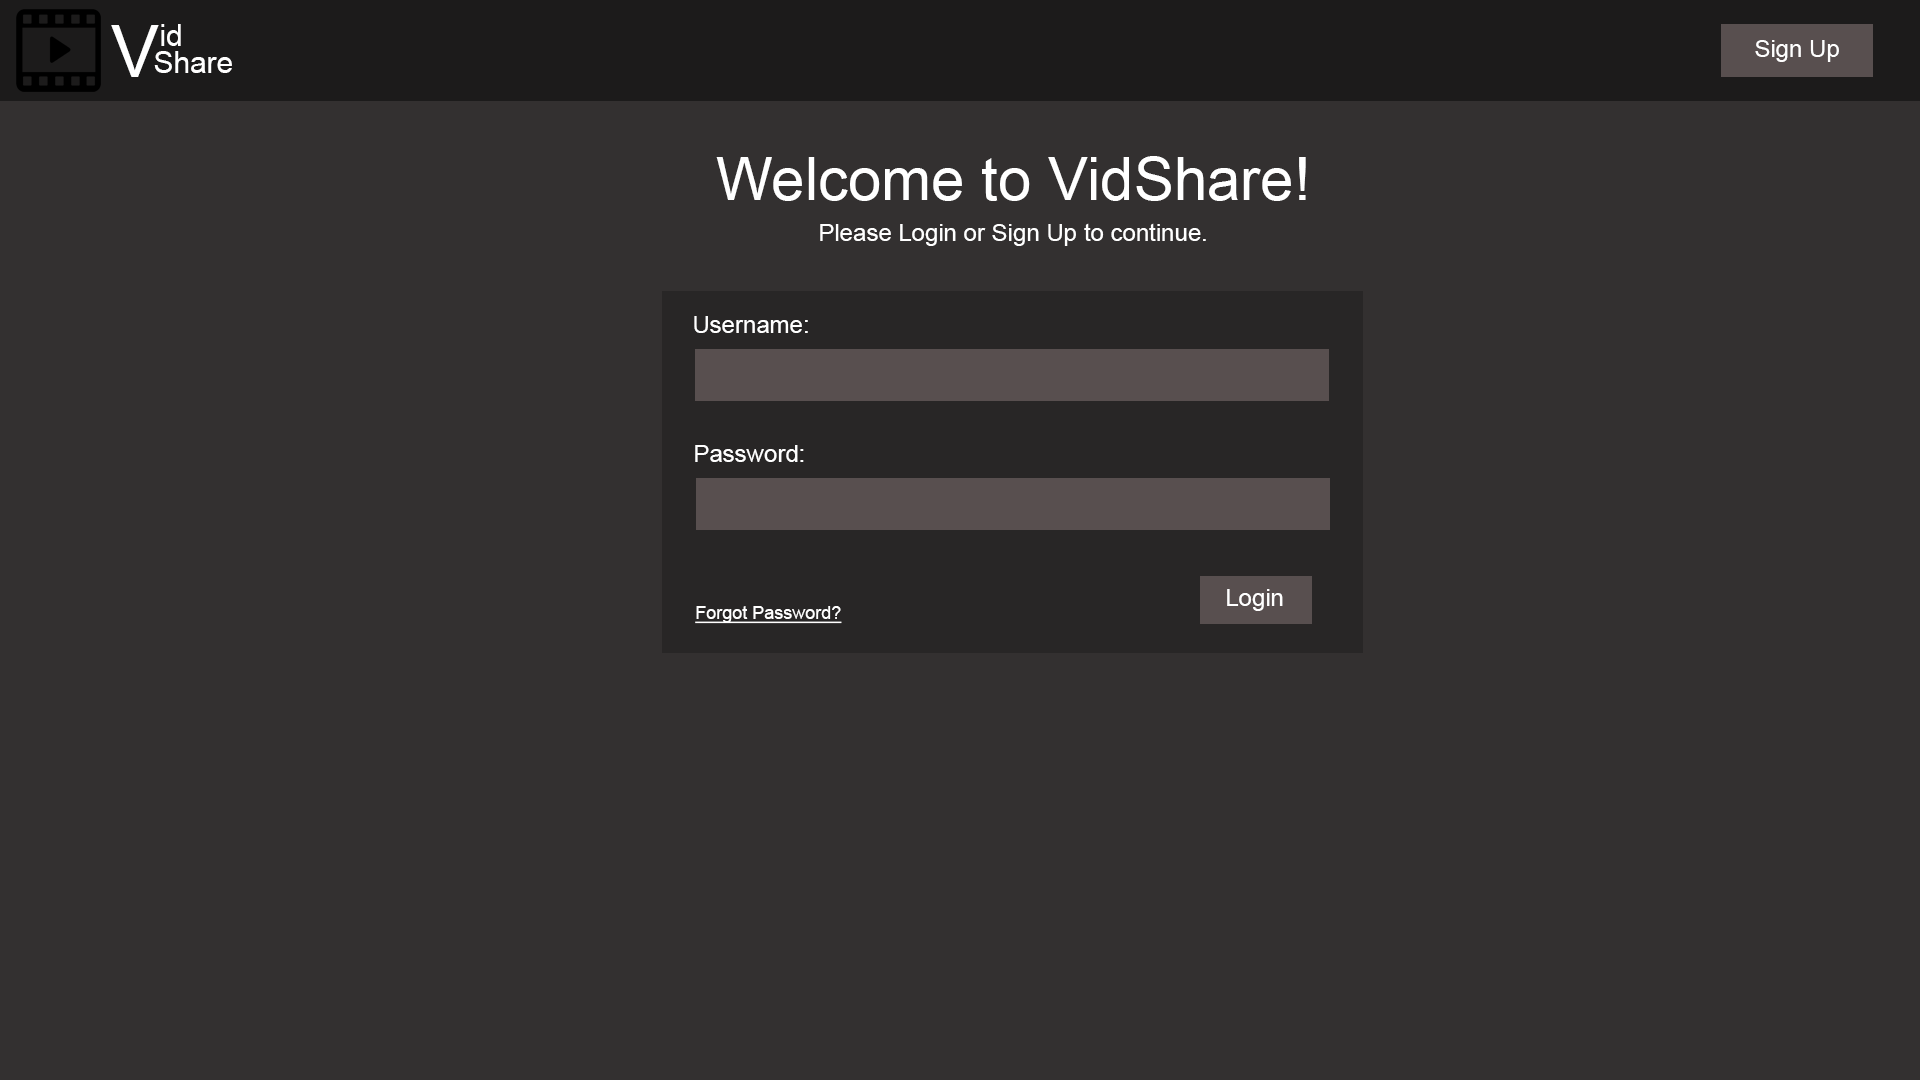 Vid
Share
Sign Up
Welcome to VidShare!
Please Login or Sign Up to continue.
Username:
Password:
Forgot Password?
Login